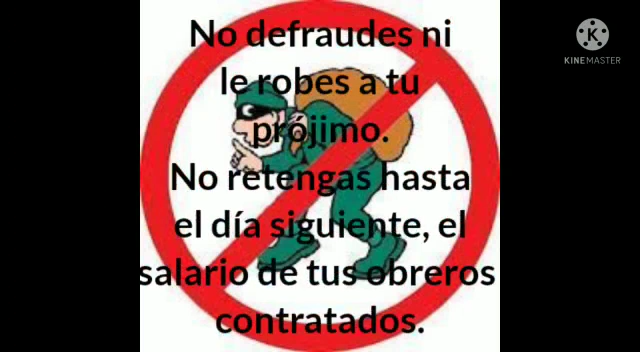 No defraudes ni
le robes a tu
prójimo.
No retengas hasta
el día siguiente, el
salario de tus obreros
contratados.
K
KINEMASTER